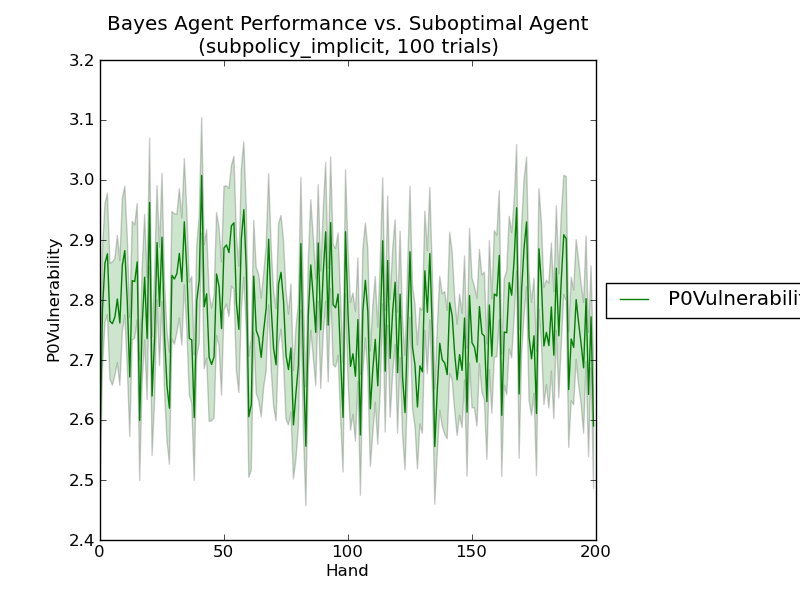 Bayes Agent Performance vs. Suboptimal Agent
(subpolicy_implicit, 100 trials)
3.2
3.1
3.0
2.9
2.8
2.7
2.6
2.5
2.4
P0Vulnerability
0 50 100 150 200
Hand
P0Vulnerabili